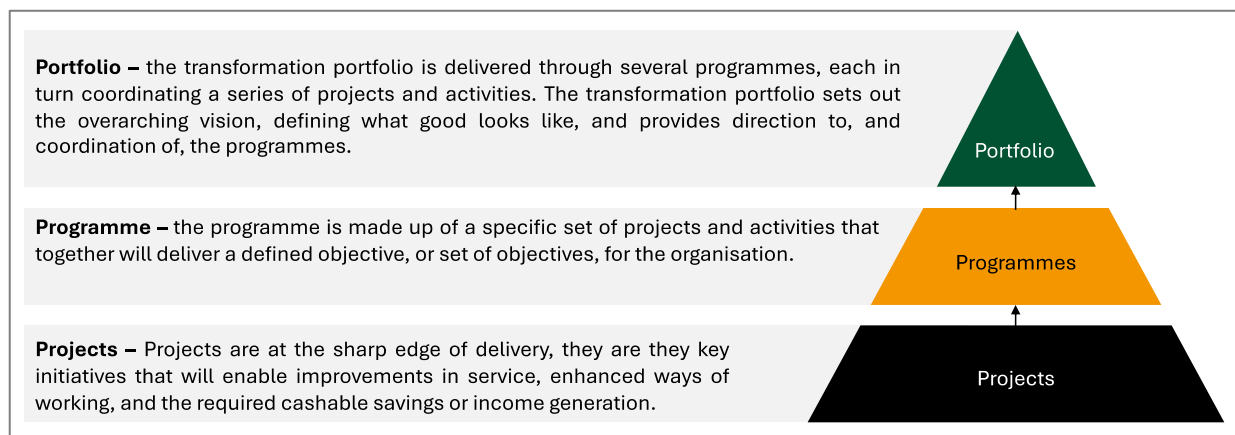 Portfolio – the transformation portfolio is delivered through several programmes, each in
turn coordinating a series of projects and activities. The transformation portfolio sets out
the overarching vision, defining what good looks like, and provides direction to, and
coordination of, the programmes.
Portfolio
Programme – the programme is made up of a specific set of projects and activities that
together will deliver a defined objective, or set of objectives, for the organisation.
Programmes
Projects – Projects are at the sharp edge of delivery, they are they key
initiatives that will enable improvements in service, enhanced ways of
working, and the required cashable savings or income generation.
Projects